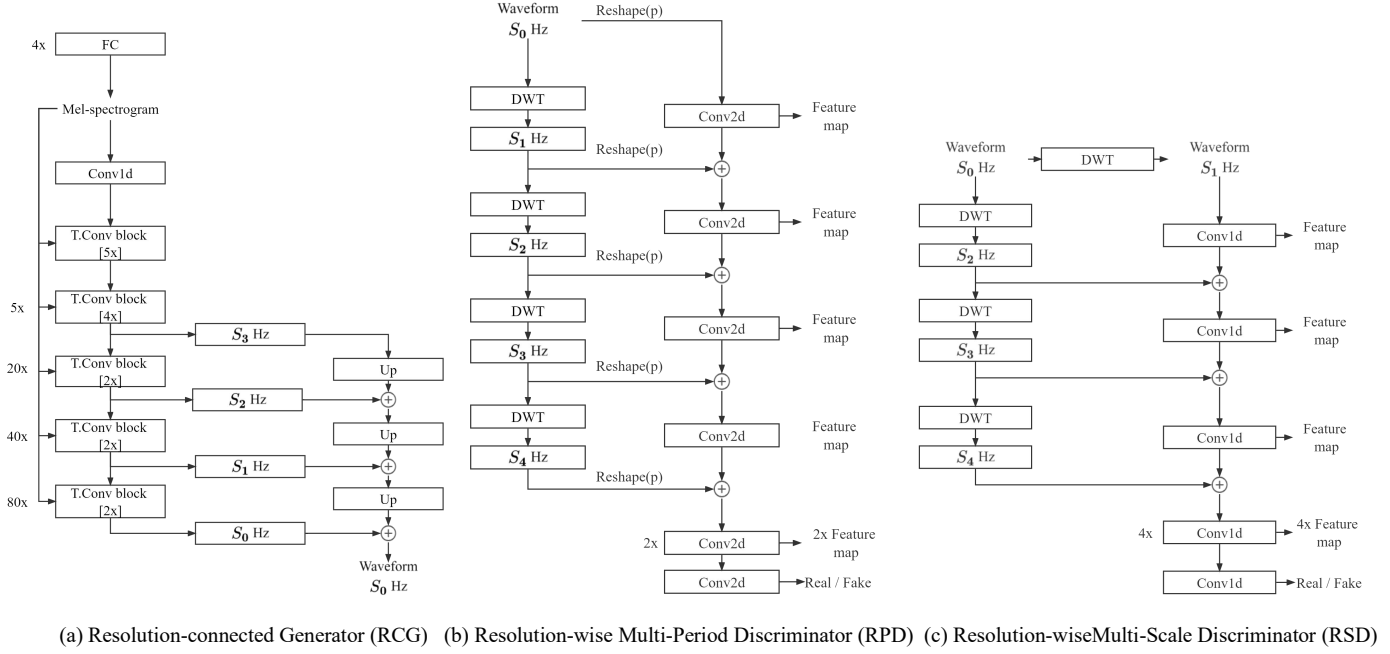 4x
FC
Mel-spectrogram
Conv1d
T.Conv block
[5x]
5x
T.Conv block
[4x]
S₃ Hz
20x
T.Conv block
[2x]
Up
S₂ Hz
40x
T.Conv block
[2x]
Up
S₁ Hz
80x
T.Conv block
[2x]
Up
S₀ Hz
Waveform
S₀ Hz
(a) Resolution-connected Generator (RCG)
Waveform
S₀ Hz
Reshape(p)
DWT
Conv2d
Feature
map
S₁ Hz
Reshape(p)
DWT
Conv2d
Feature
map
S₂ Hz
Reshape(p)
DWT
Conv2d
Feature
map
S₃ Hz
Reshape(p)
DWT
Conv2d
Feature
map
S₄ Hz
Reshape(p)
2x
Conv2d
2x Feature
map
Conv2d
Real / Fake
(b) Resolution-wise Multi-Period Discriminator (RPD)
Waveform
S₀ Hz
DWT
Waveform
S₁ Hz
DWT
Conv1d
Feature
map
S₂ Hz
DWT
Conv1d
Feature
map
S₃ Hz
DWT
Conv1d
Feature
map
S₄ Hz
4x
Conv1d
4x Feature
map
Conv1d
Real / Fake
(c) Resolution-wiseMulti-Scale Discriminator (RSD)